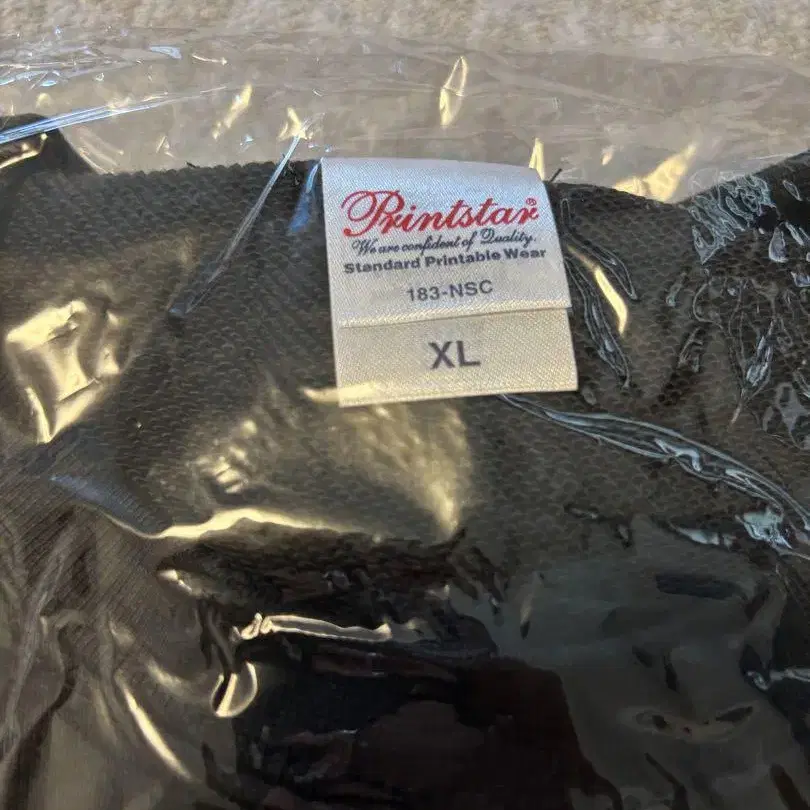 Printstar®
We are confident of Quality.
Standard Printable Wear
183-NSC
XL